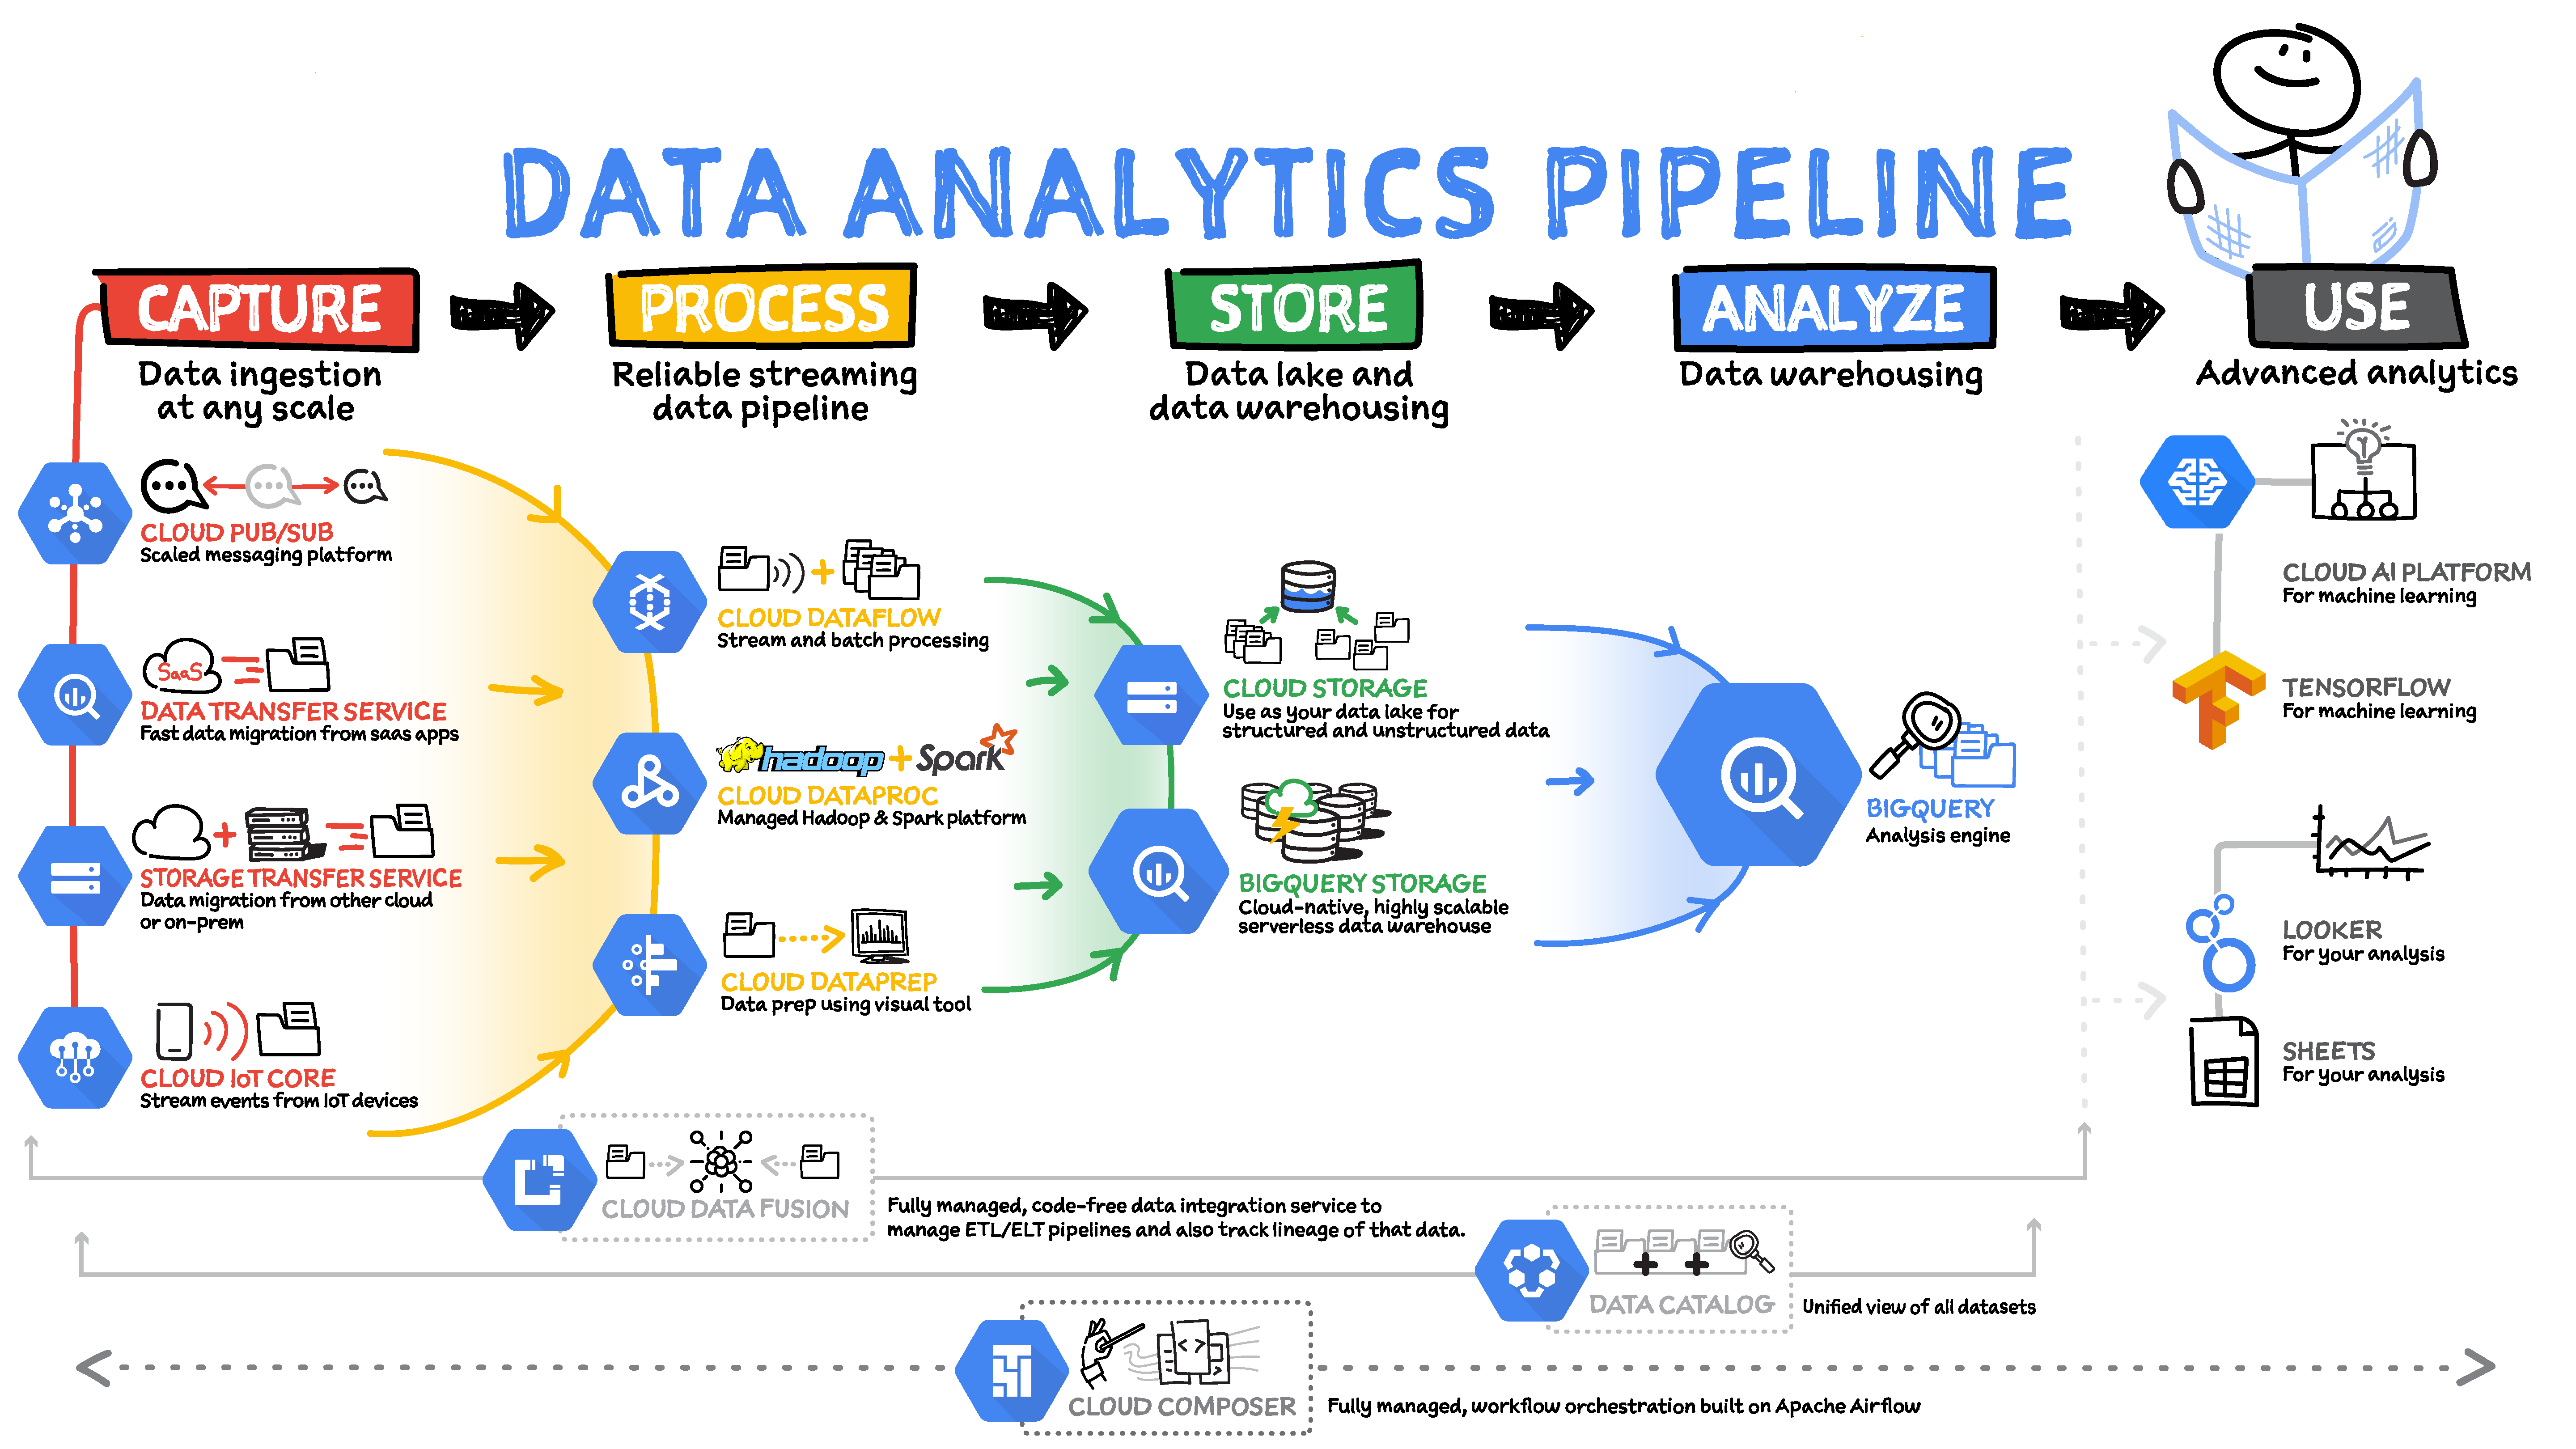 DATA ANALYTICS PIPELINE
CAPTURE
Data ingestion
at any scale
PROCESS
Reliable streaming
data pipeline
STORE
Data lake and
data warehousing
ANALYZE
Data warehousing
USE
Advanced analytics
CLOUD PUB/SUB
Scaled messaging platform
SaaS
DATA TRANSFER SERVICE
Fast data migration from saas apps
STORAGE TRANSFER SERVICE
Data migration from other cloud
or on-prem
CLOUD IoT CORE
Stream events from IoT devices
CLOUD DATAFLOW
Stream and batch processing
hadoop + Spark
CLOUD DATAPROC
Managed Hadoop & Spark platform
CLOUD DATAPREP
Data prep using visual tool
CLOUD STORAGE
Use as your data lake for
structured and unstructured data
BIGQUERY STORAGE
Cloud-native, highly scalable
serverless data warehouse
BIGQUERY
Analysis engine
CLOUD AI PLATFORM
For machine learning
TENSORFLOW
For machine learning
LOOKER
For your analysis
SHEETS
For your analysis
CLOUD DATA FUSION
Fully managed, code-free data integration service to
manage ETL/ELT pipelines and also track lineage of that data.
DATA CATALOG
Unified view of all datasets
CLOUD COMPOSER
Fully managed, workflow orchestration built on Apache Airflow